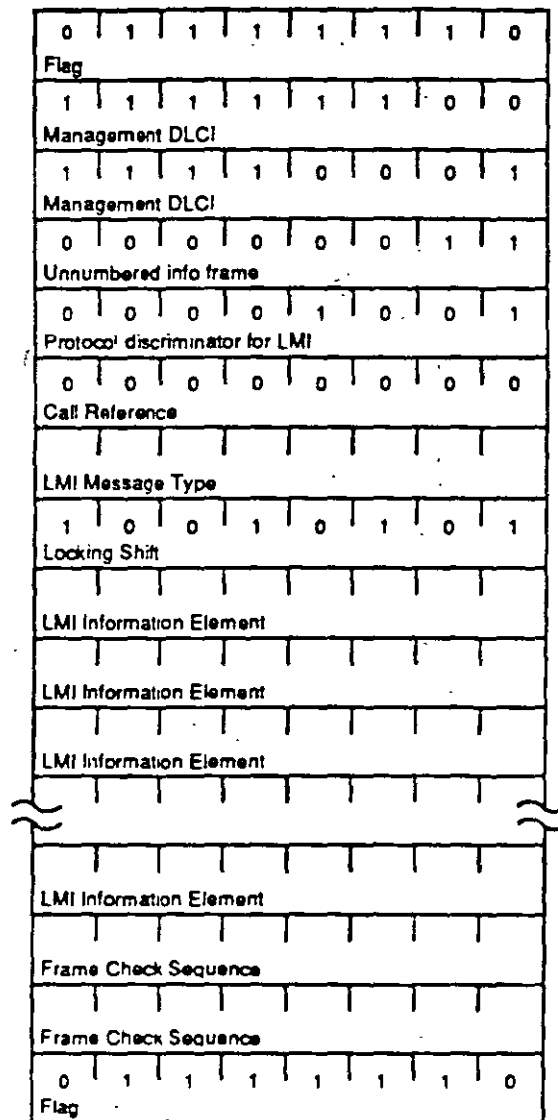 0 1 1 1 1 1 1 0
Flag
1 1 1 1 1 1 0 0
Management DLCI
1 1 1 1 0 0 0 1
Management DLCI
0 0 0 0 0 0 1 1
Unnumbered info frame
0 0 0 0 1 0 0 1
Protocol discriminator for LMI
0 0 0 0 0 0 0 0
Call Reference
LMI Message Type
1 0 0 1 0 1 0 1
Locking Shift
LMI Information Element
LMI Information Element
LMI Information Element
LMI Information Element
Frame Check Sequence
Frame Check Sequence
0 1 1 1 1 1 1 0
Flag